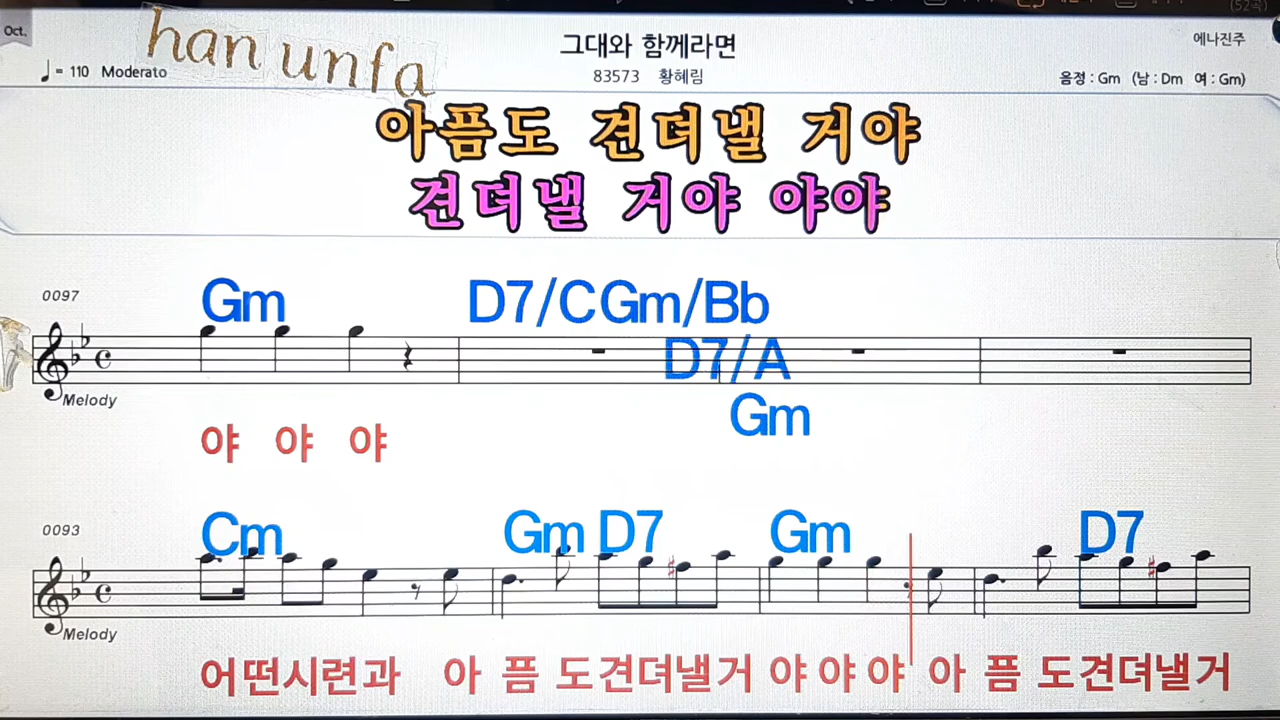 Oct.
han unfa
♩= 110 Moderato
그대와 함께라면
83573 황혜림
에나진주
음정 : Gm (남 : Dm 여 : Gm)
(52곡)
아픔도 견뎌낼 거야
견뎌낼 거야 야야
0097
Gm D7/C Gm/Bb
D7/A
Gm
Melody
야 야 야
0093
Cm Gm D7 Gm D7
Melody
어떤시련과 아 픔 도견뎌낼거 야 야 야 아 픔 도견뎌낼거